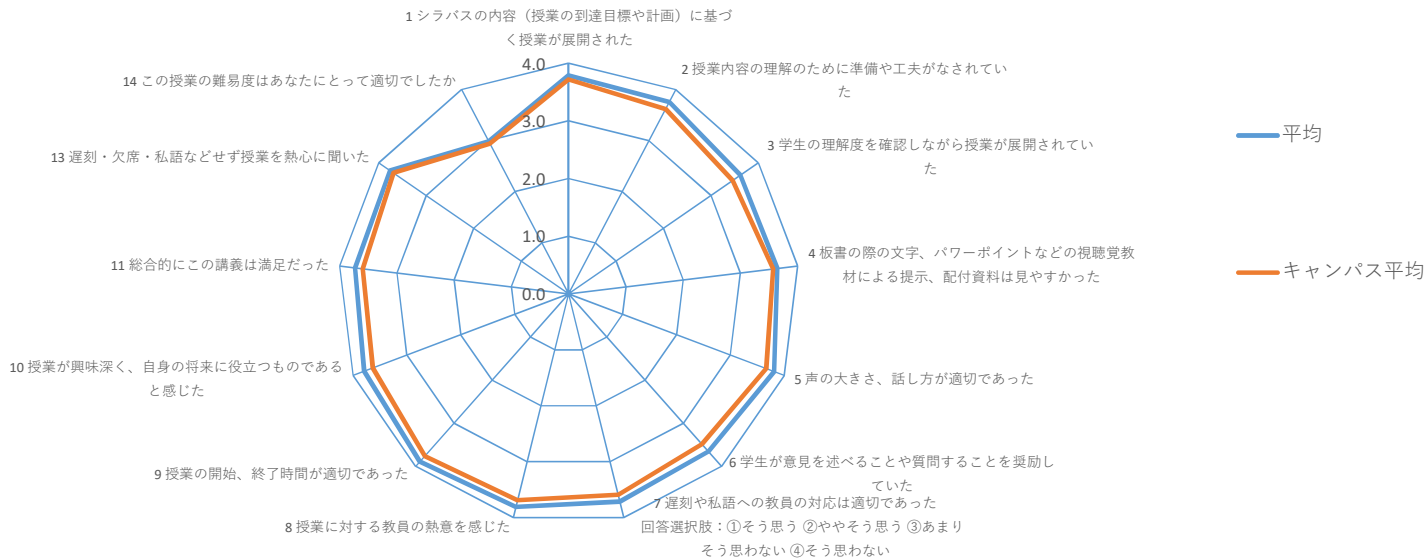 1 シラバスの内容（授業の到達目標や計画）に基づ
く授業が展開された
2 授業内容の理解のために準備や工夫がなされてい
た
3 学生の理解度を確認しながら授業が展開されてい
た
4 板書の際の文字、パワーポイントなどの視聴覚教
材による提示、配付資料は見やすかった
5 声の大きさ、話し方が適切であった
6 学生が意見を述べることや質問することを奨励し
ていた
7 遅刻や私語への教員の対応は適切であった
回答選択肢：①そう思う ②ややそう思う ③あまり
そう思わない ④そう思わない
8 授業に対する教員の熱意を感じた
9 授業の開始、終了時間が適切であった
10 授業が興味深く、自身の将来に役立つものである
と感じた
11 総合的にこの講義は満足だった
13 遅刻・欠席・私語などせず授業を熱心に聞いた
14 この授業の難易度はあなたにとって適切でしたか
4.0
3.0
2.0
1.0
0.0
平均
キャンパス平均